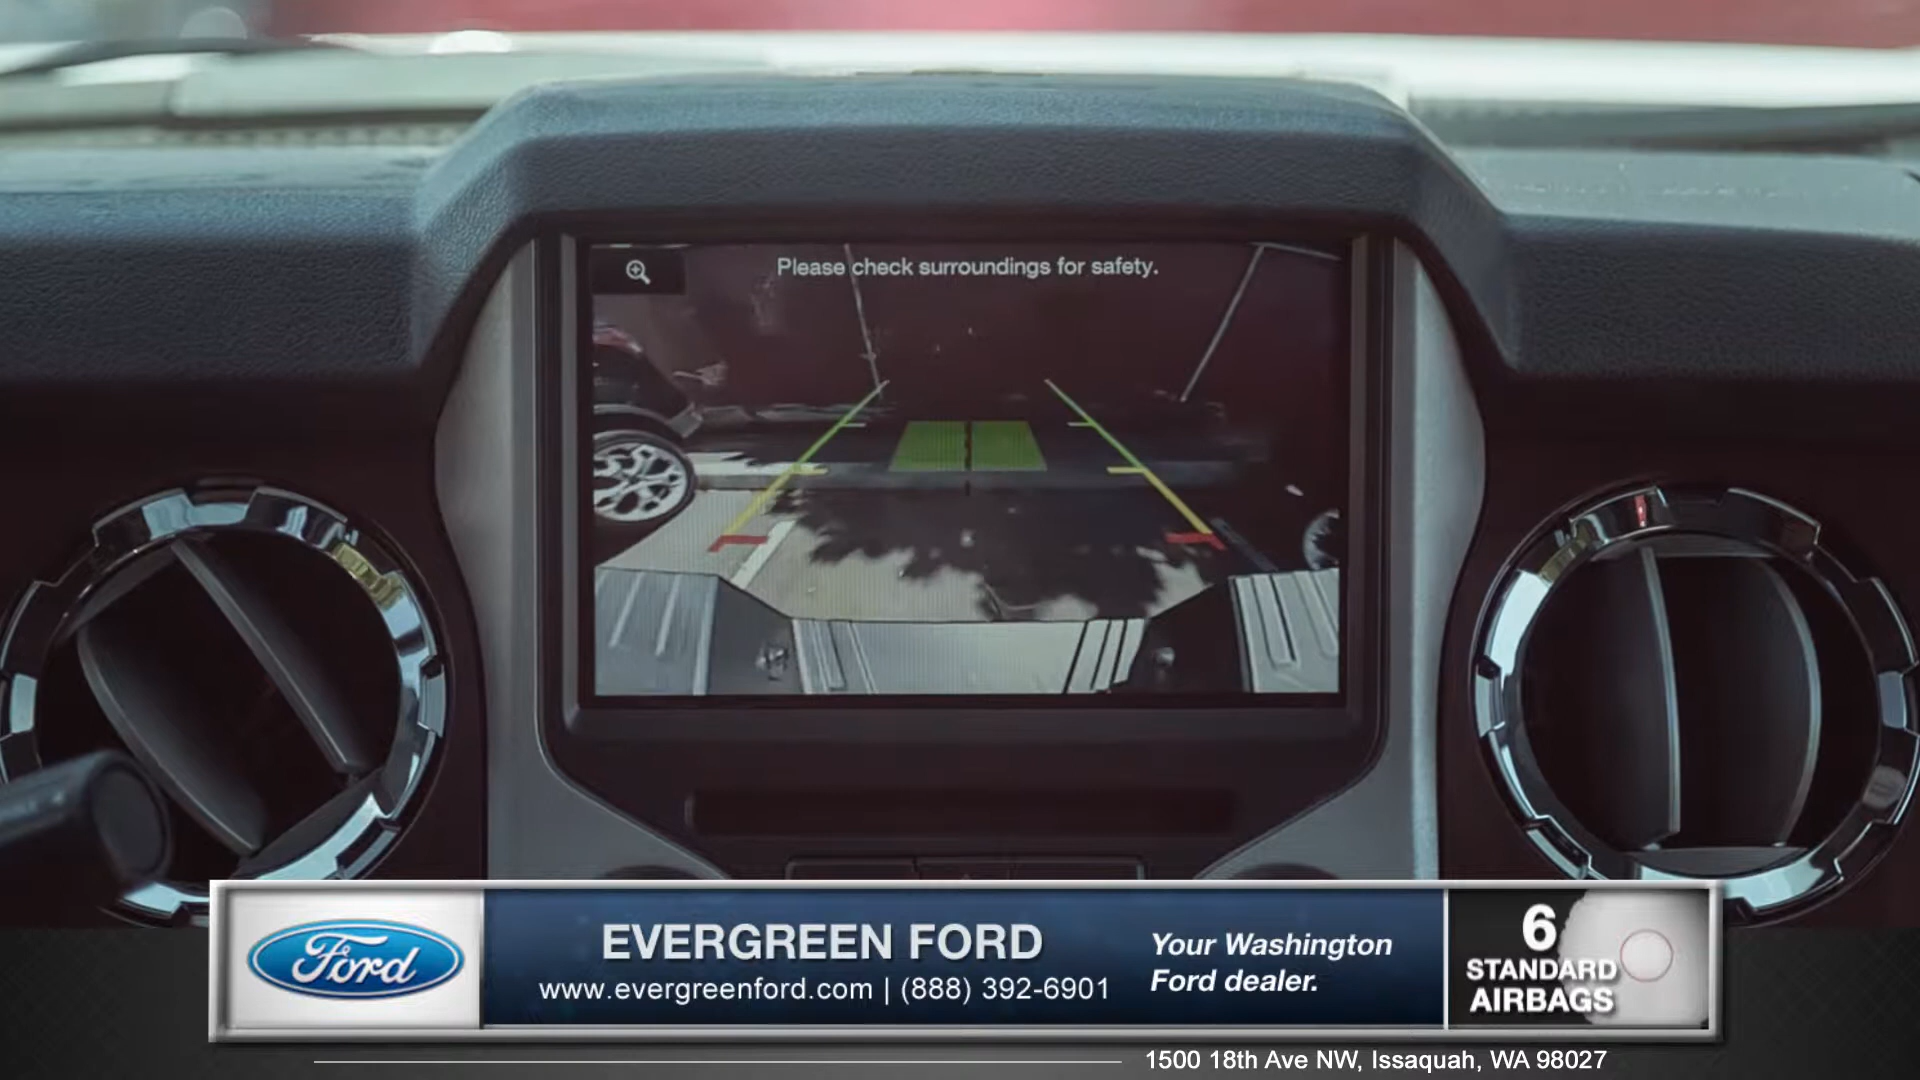 Please check surroundings for safety.
Ford
EVERGREEN FORD
www.evergreenford.com | (888) 392-6901
Your Washington
Ford dealer.
6
STANDARD
AIRBAGS
1500 18th Ave NW, Issaquah, WA 98027